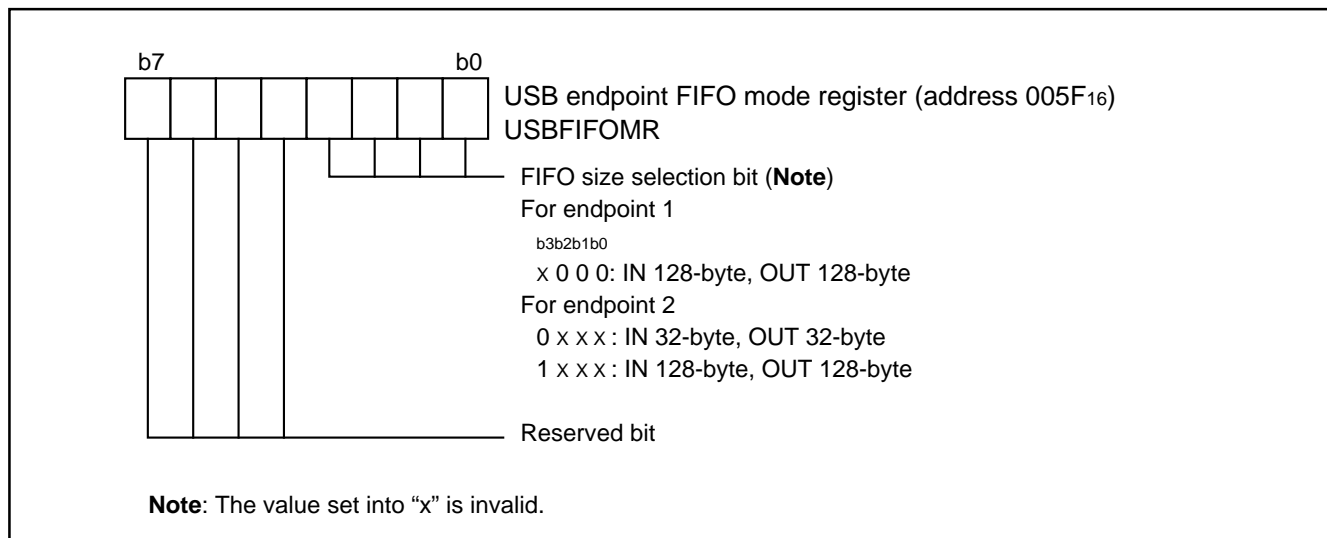 b7 b0
USB endpoint FIFO mode register (address 005F16)
USBFIFOMR
FIFO size selection bit (Note)
For endpoint 1
b3b2b1b0
x 0 0 0: IN 128-byte, OUT 128-byte
For endpoint 2
0 x x x : IN 32-byte, OUT 32-byte
1 x x x : IN 128-byte, OUT 128-byte
Reserved bit
Note: The value set into “x” is invalid.